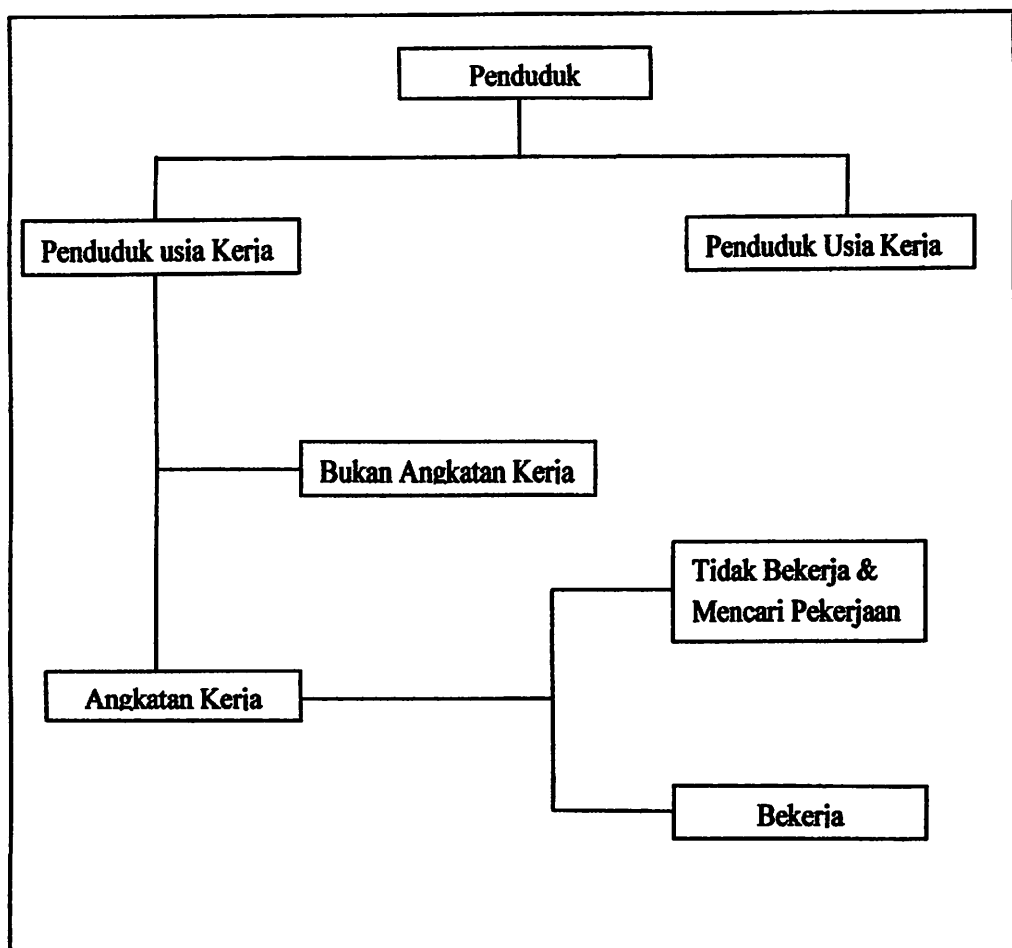 Penduduk
Penduduk usia Kerja
Penduduk Usia Kerja
Bukan Angkatan Kerja
Tidak Bekerja &
Mencari Pekerjaan
Angkatan Kerja
Bekerja